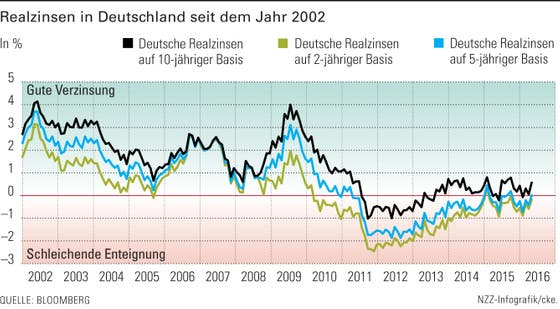 Realzinsen in Deutschland seit dem Jahr 2002
In %
Deutsche Realzinsen
auf 10-jähriger Basis
Deutsche Realzinsen
auf 2-jähriger Basis
Deutsche Realzinsen
auf 5-jähriger Basis
5
Gute Verzinsung
4
3
2
1
0
–1
–2
Schleichende Enteignung
–3
2002 2003 2004 2005 2006 2007 2008 2009 2010 2011 2012 2013 2014 2015 2016
QUELLE: BLOOMBERG
NZZ-Infografik/cke.